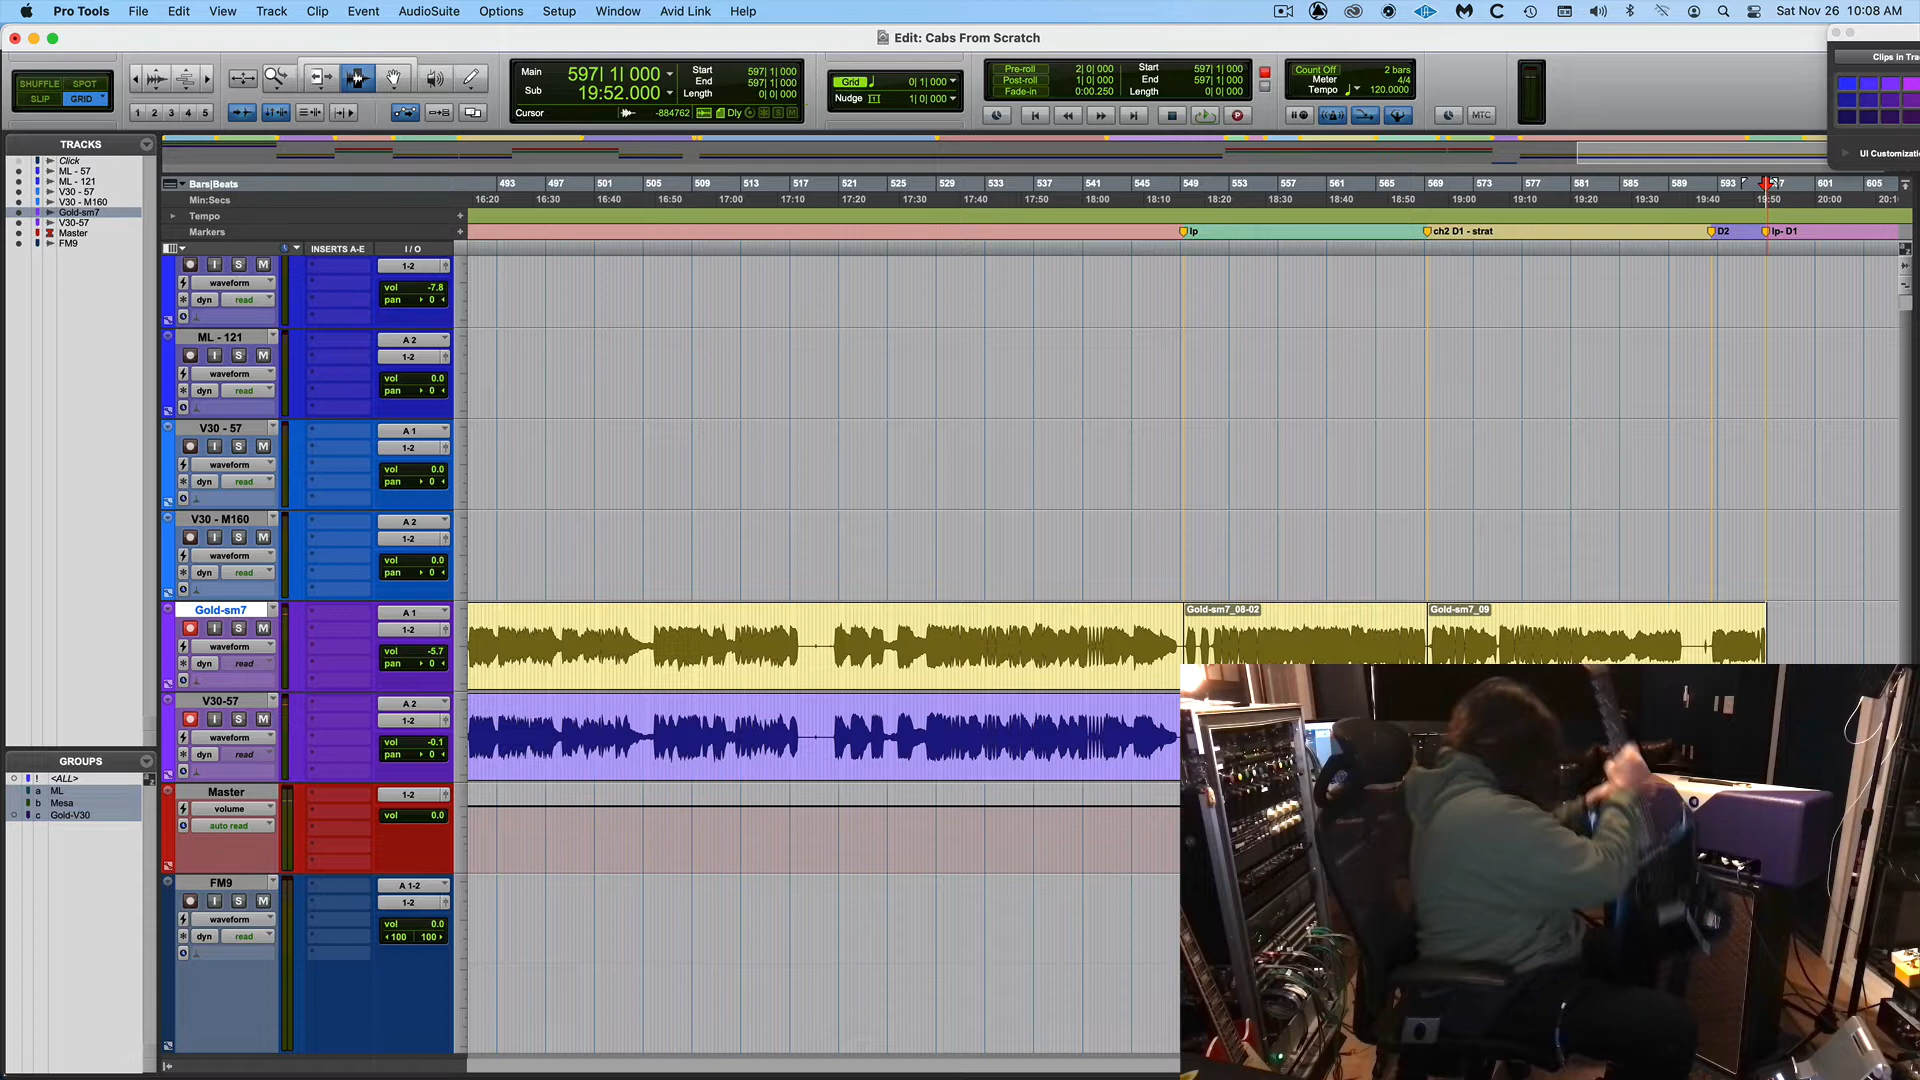 Pro Tools File Edit View Track Clip Event AudioSuite Options Setup Window Avid Link Help Sat Nov 26 10:08 AM
Edit: Cabs From Scratch
SHUFFLE SPOT
SLIP GRID
1 2 3 4 5
Main 597| 1| 000
Sub 19:52.000
Cursor -884762 Dly
Start 597| 1| 000
End 597| 1| 000
Length 0| 0| 000
Grid 0| 1| 000
Nudge 1| 0| 000
Pre-roll 2| 0| 000
Post-roll 1| 0| 000
Fade-in 0:00.250
Start 597| 1| 000
End 597| 1| 000
Length 0| 0| 000
Count Off 2 bars
Meter 4/4
Tempo 120.0000
MTC
Clips in Tra
UI Customizati
TRACKS
Click
ML - 57
ML - 121
V30 - 57
V30 - M160
Gold-sm7
V30-57
Master
FM9
GROUPS
! <ALL>
a ML
b Mesa
c Gold-V30
Bars|Beats 493 497 501 505 509 513 517 521 525 529 533 537 541 545 549 553 557 561 565 569 573 577 581 585 589 593 601 605
Min:Secs 16:20 16:30 16:40 16:50 17:00 17:10 17:20 17:30 17:40 17:50 18:00 18:10 18:20 18:30 18:40 18:50 19:00 19:10 19:20 19:30 19:40 19:50 20:00 20:10
Tempo
Markers lp ch2 D1 - strat D2 lp- D1
INSERTS A-E I / O
I S M 1-2
waveform vol -7.8
dyn read pan 0
ML - 121 A 2
I S M 1-2
waveform vol 0.0
dyn read pan 0
V30 - 57 A 1
I S M 1-2
waveform vol 0.0
dyn read pan 0
V30 - M160 A 2
I S M 1-2
waveform vol 0.0
dyn read pan 0
Gold-sm7 A 1
I S M 1-2
waveform vol -5.7
dyn read pan 0
Gold-sm7_08-02 Gold-sm7_09
V30-57 A 2
I S M 1-2
waveform vol -0.1
dyn read pan 0
Master 1-2
volume vol 0.0
auto read
FM9 A 1-2
I S M 1-2
waveform vol 0.0
dyn read 100 100